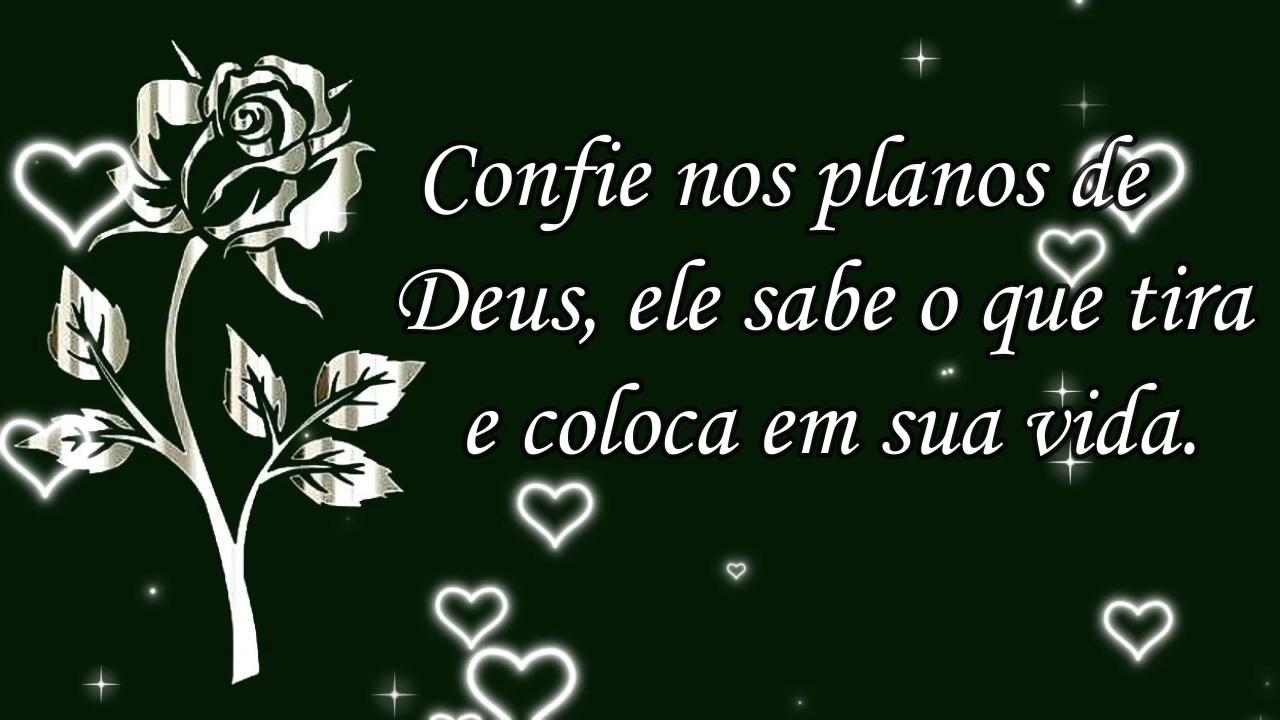 Confie nos planos de
Deus, ele sabe o que tira
e coloca em sua vida.